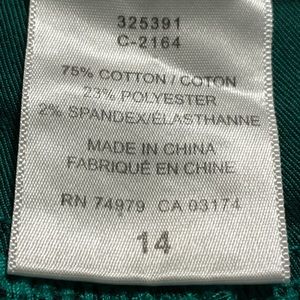 325391
C-2164
75% COTTON / COTON
23% POLYESTER
2% SPANDEX/ÉLASTHANNE
MADE IN CHINA
FABRIQUÉ EN CHINE
RN 74979 CA 03174
14